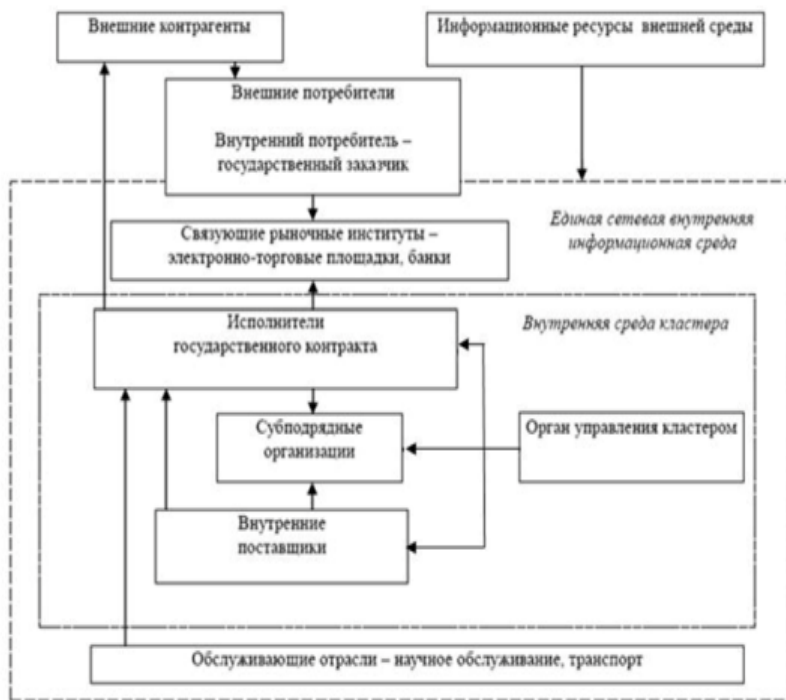 Внешние контрагенты
Информационные ресурсы внешней среды
Внешние потребители
Внутренний потребитель –
государственный заказчик
Единая сетевая внутренняя
информационная среда
Связующие рыночные институты –
электронно-торговые площадки, банки
Внутренняя среда кластера
Исполнители
государственного контракта
Субподрядные
организации
Орган управления кластером
Внутренние
поставщики
Обслуживающие отрасли – научное обслуживание, транспорт